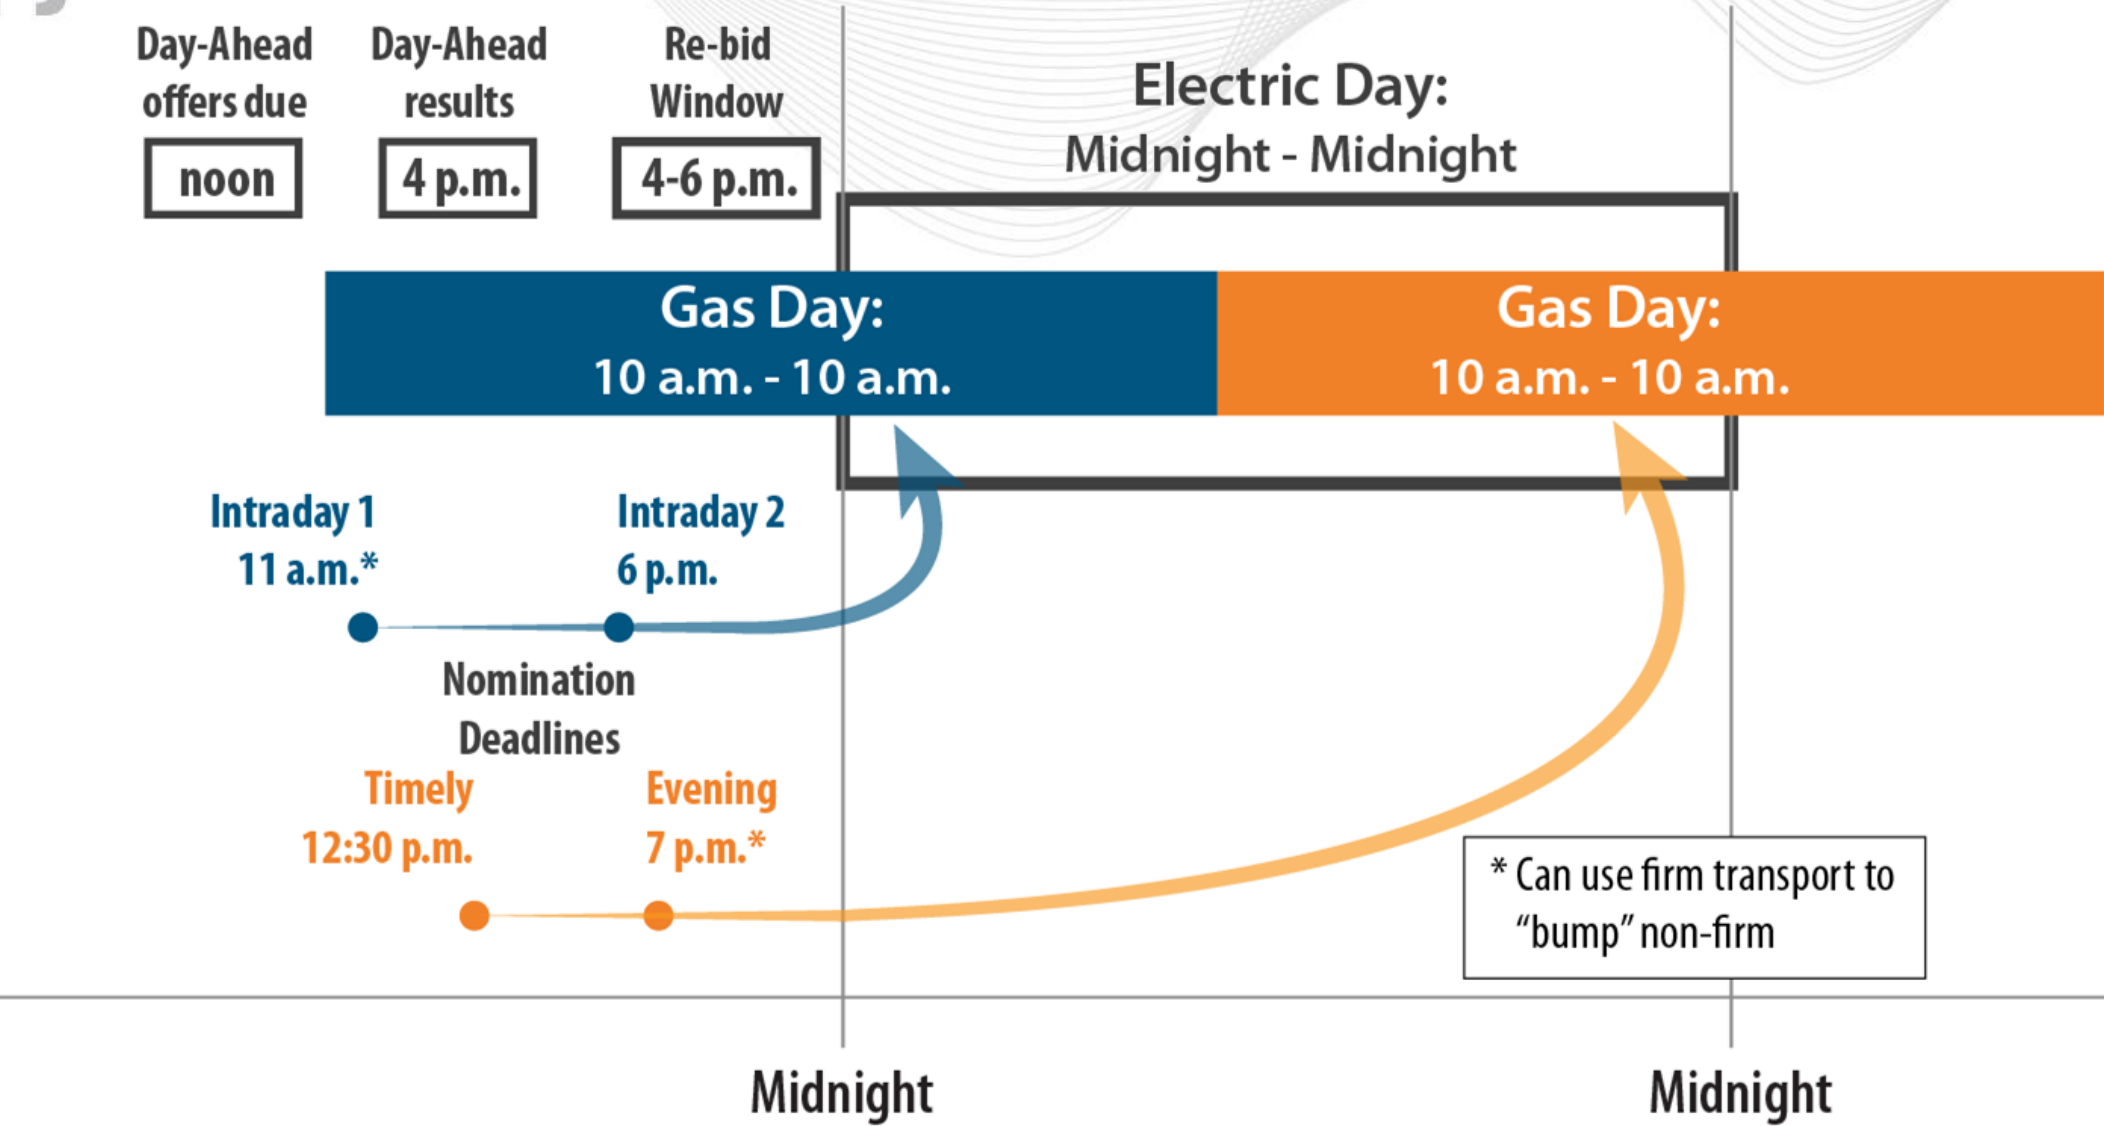 Day-Ahead
offers due
noon
Day-Ahead
results
4 p.m.
Re-bid
Window
4-6 p.m.
Electric Day:
Midnight - Midnight
Gas Day:
10 a.m. - 10 a.m.
Gas Day:
10 a.m. - 10 a.m.
Intraday 1
11 a.m.*
Intraday 2
6 p.m.
Nomination
Deadlines
Timely
12:30 p.m.
Evening
7 p.m.*
* Can use firm transport to
“bump” non-firm
Midnight
Midnight